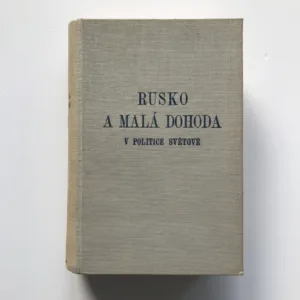 RUSKO
A MALÁ DOHODA
V POLITICE SVĚTOVÉ